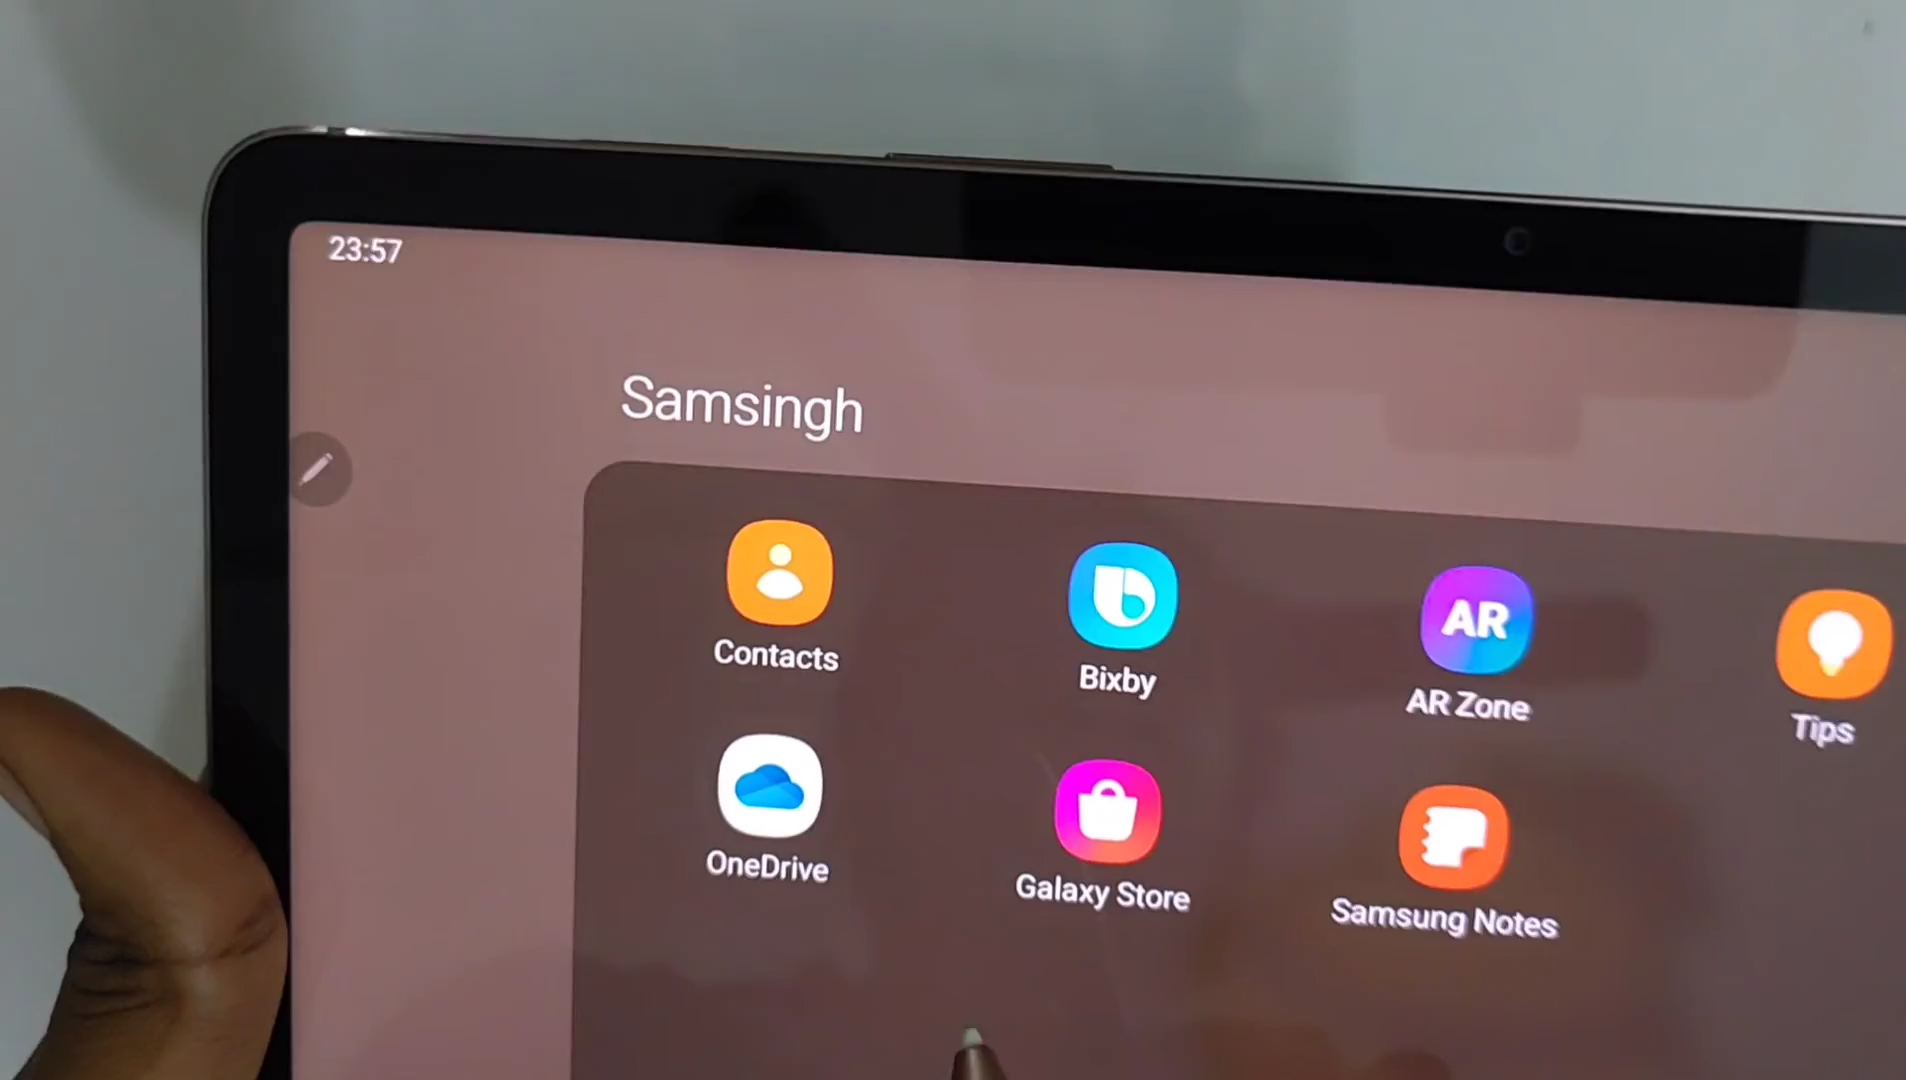 23:57
Samsingh
Contacts
Bixby
AR
AR Zone
Tips
OneDrive
Galaxy Store
Samsung Notes